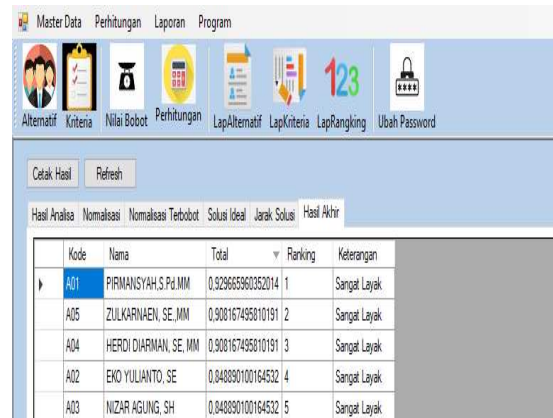 Master Data Perhitungan Laporan Program
123
****
Alternatif Kriteria Nilai Bobot Perhitungan LapAlternatif LapKriteria LapRangking Ubah Password
Cetak Hasil Refresh
Hasil Analisa Normalisasi Normalisasi Terbobot Solusi Ideal Jarak Solusi Hasil Akhir
Kode Nama Total Ranking Keterangan
A01 PIRMANSYAH,S.Pd.MM 0,929665960352014 1 Sangat Layak
A05 ZULKARNAEN, SE.,MM 0,908167495810191 2 Sangat Layak
A04 HERDI DIARMAN, SE, MM 0,908167495810191 3 Sangat Layak
A02 EKO YULIANTO, SE 0,848890100164532 4 Sangat Layak
A03 NIZAR AGUNG, SH 0,848890100164532 5 Sangat Layak